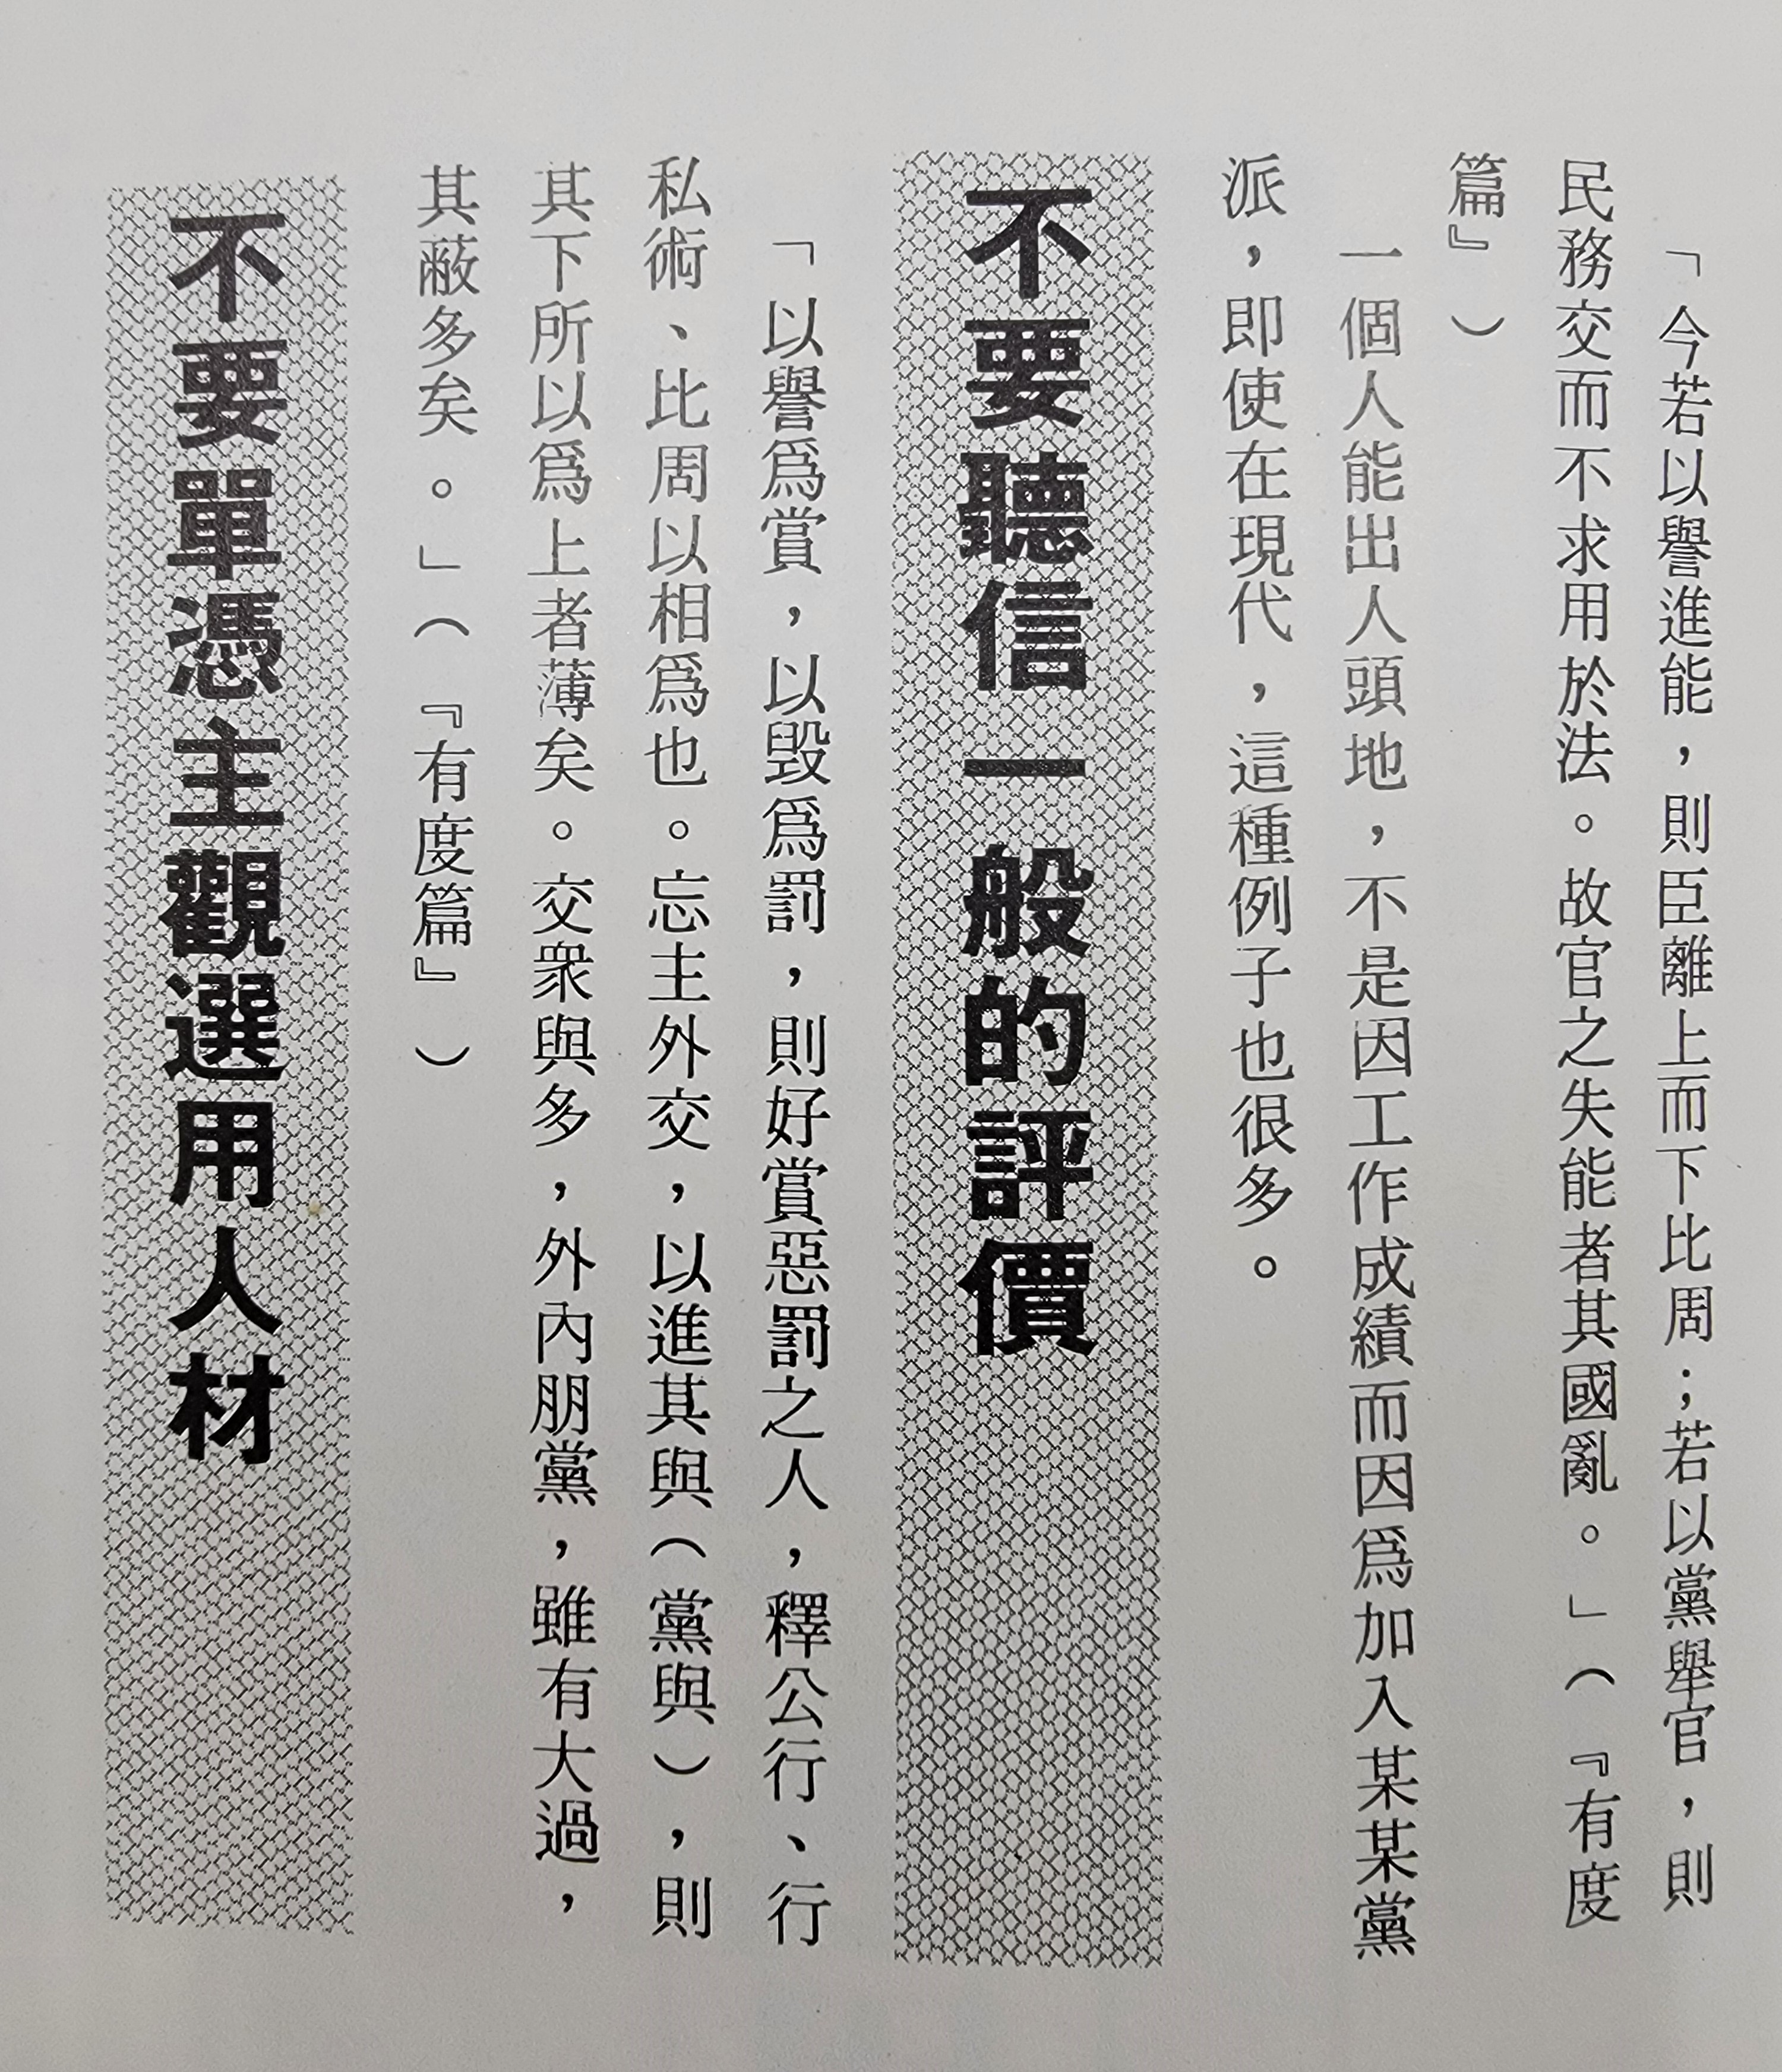 「今若以譽進能，則臣離上而下比周；若以黨舉官，則
民務交而不求用於法。故官之失能者其國亂。」（『有度
篇』）
一個人能出人頭地，不是因工作成績而因爲加入某某黨
派，即使在現代，這種例子也很多。
不要聽信一般的評價
「以譽爲賞，以毀爲罰，則好賞惡罰之人，釋公行、行
私術、比周以相爲也。忘主外交，以進其與（黨與），則
其下所以爲上者薄矣。交衆與多，外內朋黨，雖有大過，
其蔽多矣。」（『有度篇』）
不要單憑主觀選用人材